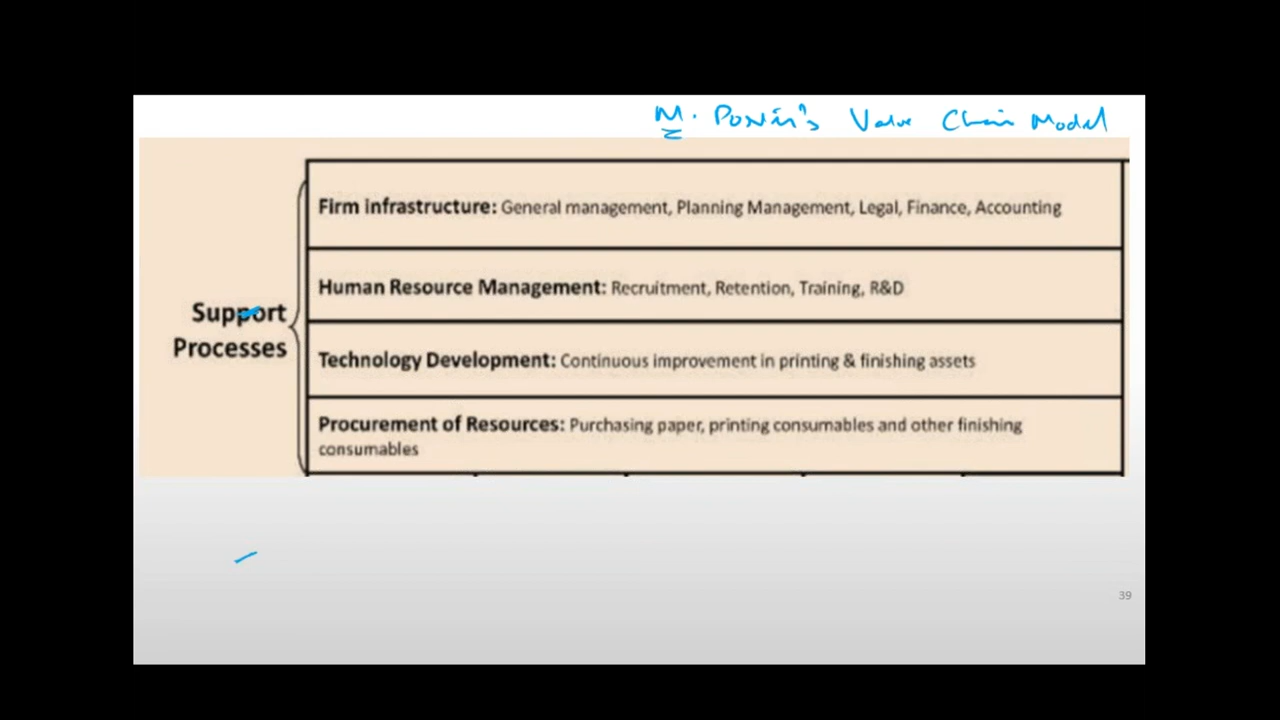 M. Porter's Value Chain Model
Firm infrastructure: General management, Planning Management, Legal, Finance, Accounting
Human Resource Management: Recruitment, Retention, Training, R&D
Support
Processes
Technology Development: Continuous improvement in printing & finishing assets
Procurement of Resources: Purchasing paper, printing consumables and other finishing
consumables
39